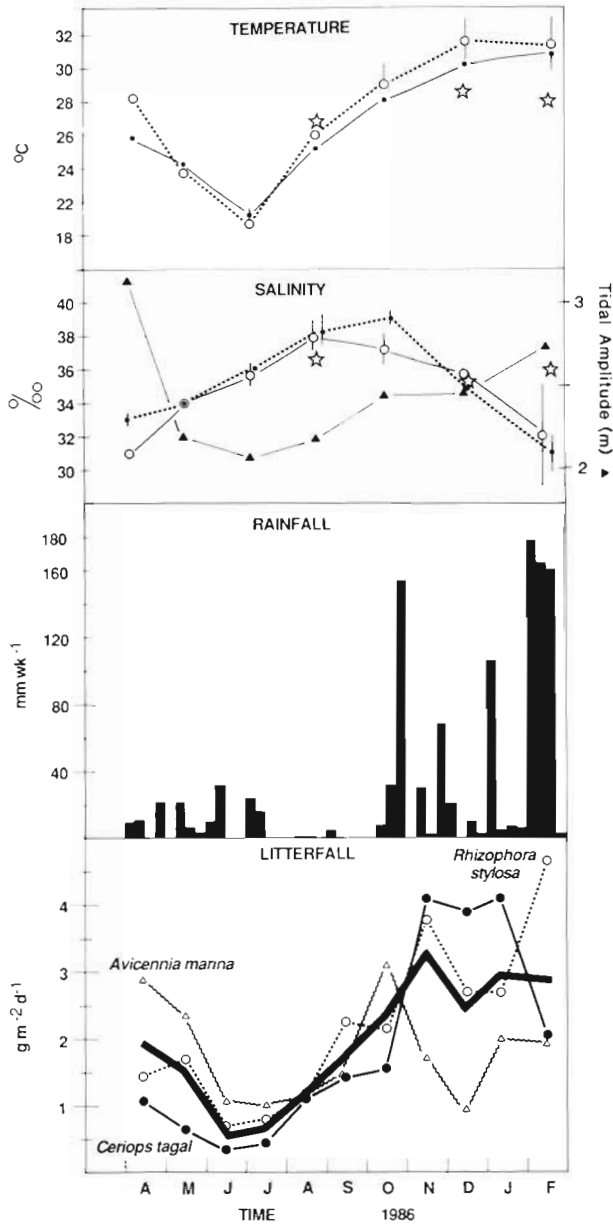 TEMPERATURE
32
30
28
26
24
22
18
°C
SALINITY
40
38
36
34
32
30
‰
3
2
Tidal Amplitude (m) ▲
RAINFALL
180
160
120
80
40
mm wk⁻¹
LITTERFALL
Rhizophora
stylosa
4
3
2
1
g m⁻² d⁻¹
Avicennia marina
Ceriops tagal
A M J J A S O N D J F
TIME 1986